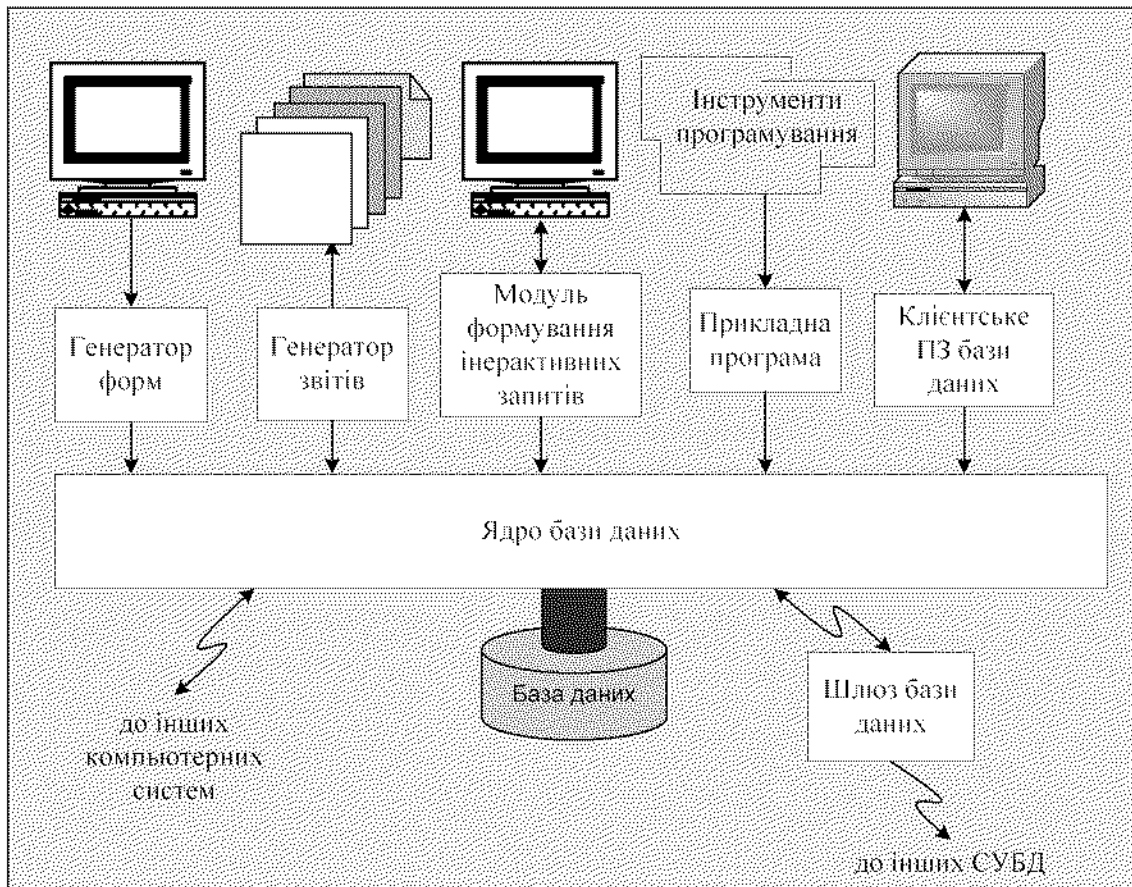 Інструменти
програмування
Генератор
форм
Генератор
звітів
Модуль
формування
інерактивних
запитів
Прикладна
програма
Клієнтське
ПЗ бази
даних
Ядро бази даних
База даних
до інших
компьютерних
систем
Шлюз бази
даних
до інших СУБД